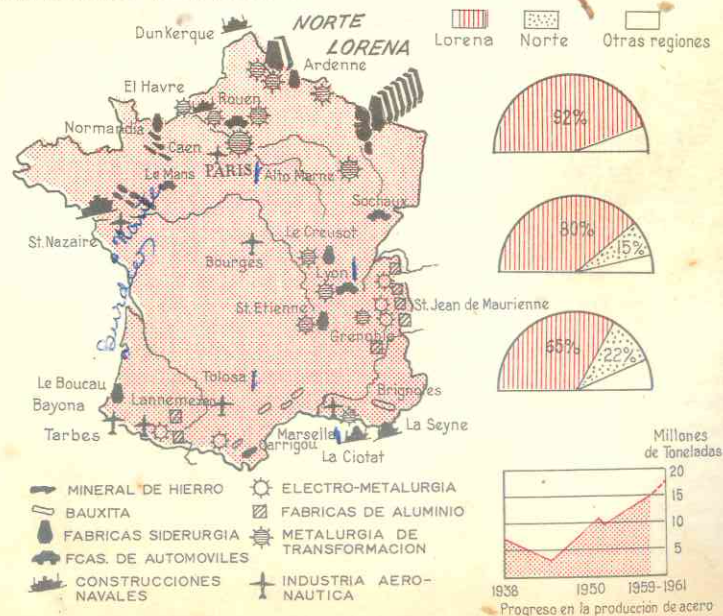 NORTE
LORENA
Lorena
Norte
Otras regiones
Dunkerque
Ardenne
El Havre
Rouen
Normandia
Caen
PARIS
Alto Marne
Le Mans
Sochaux
Nantes
St. Nazaire
Le Creusot
Bourges
Lyon
Burdeos
St. Etienne
St. Jean de Maurienne
Grenoble
Tolosa
Le Boucau
Lannemezan
Brignoles
Bayona
Tarbes
Marsella
La Seyne
Carrigou
La Ciotat
92%
80%
15%
65%
22%
MINERAL DE HIERRO
BAUXITA
FABRICAS SIDERURGIA
FCAS. DE AUTOMOVILES
CONSTRUCCIONES
NAVALES
ELECTRO-METALURGIA
FABRICAS DE ALUMINIO
METALURGIA DE
TRANSFORMACION
INDUSTRIA AERO-
NAUTICA
Millones
de Toneladas
20
15
10
5
1938
1950
1959-1961
Progreso en la producción de acero